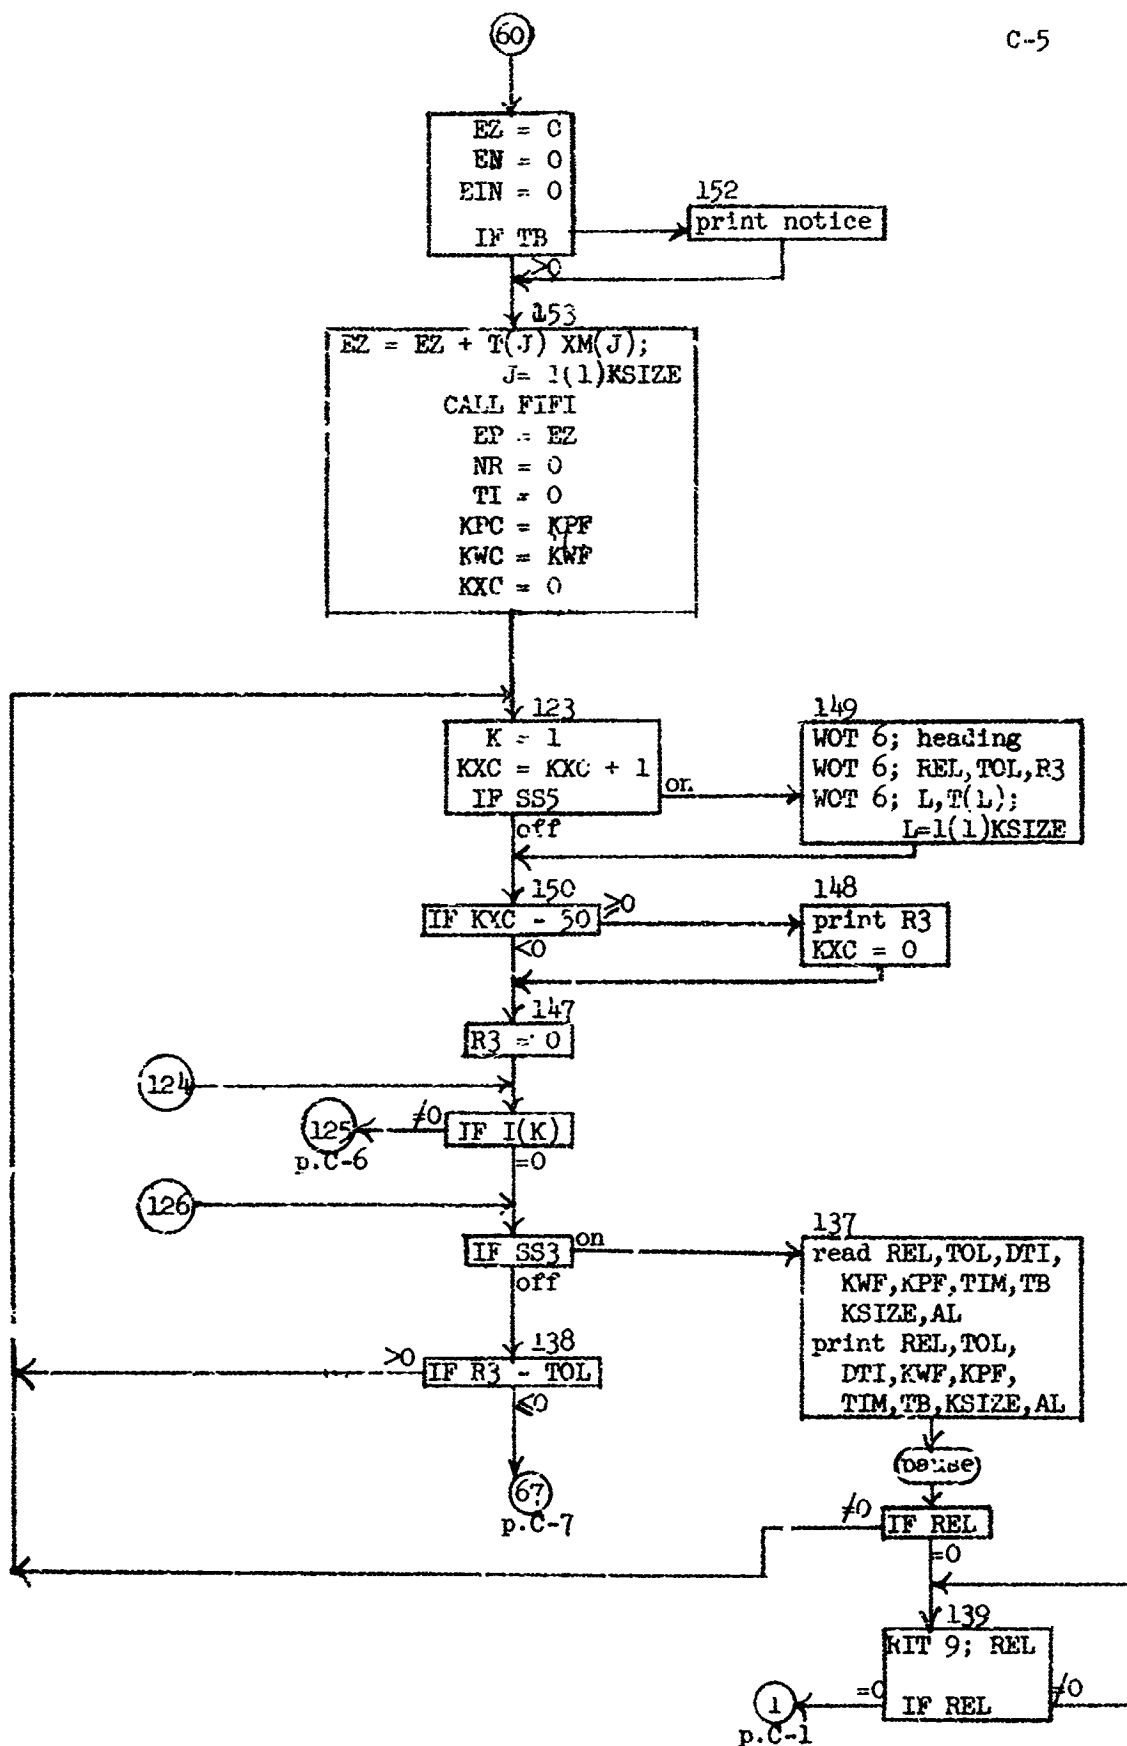 C-5
60
EZ = C
EN = 0
EIN = 0
IF TB
152
print notice
>0
153
EZ = EZ + T(J) XM(J);
J= 1(1)KSIZE
CALL FIFI
EP = EZ
NR = 0
TI = 0
KPC = KPF
KWC = KWF
KXC = 0
123
K = 1
KXC = KXC + 1
IF SS5
on
off
149
WOT 6; heading
WOT 6; REL,TOL,R3
WOT 6; L,T(L);
L=1(1)KSIZE
150
IF KXC - 50
≥0
<0
148
print R3
KXC = 0
147
R3 = 0
124
125
p.C-6
≠0
IF I(K)
=0
126
IF SS3
on
off
137
read REL,TOL,DTI,
KWF,KPF,TIM,TB
KSIZE,AL
print REL,TOL,
DTI,KWF,KPF,
TIM,TB,KSIZE,AL
138
>0
IF R3 - TOL
≤0
67
p.C-7
pause
≠0
IF REL
=0
139
RIT 9; REL
IF REL
=0
≠0
1
p.C-1